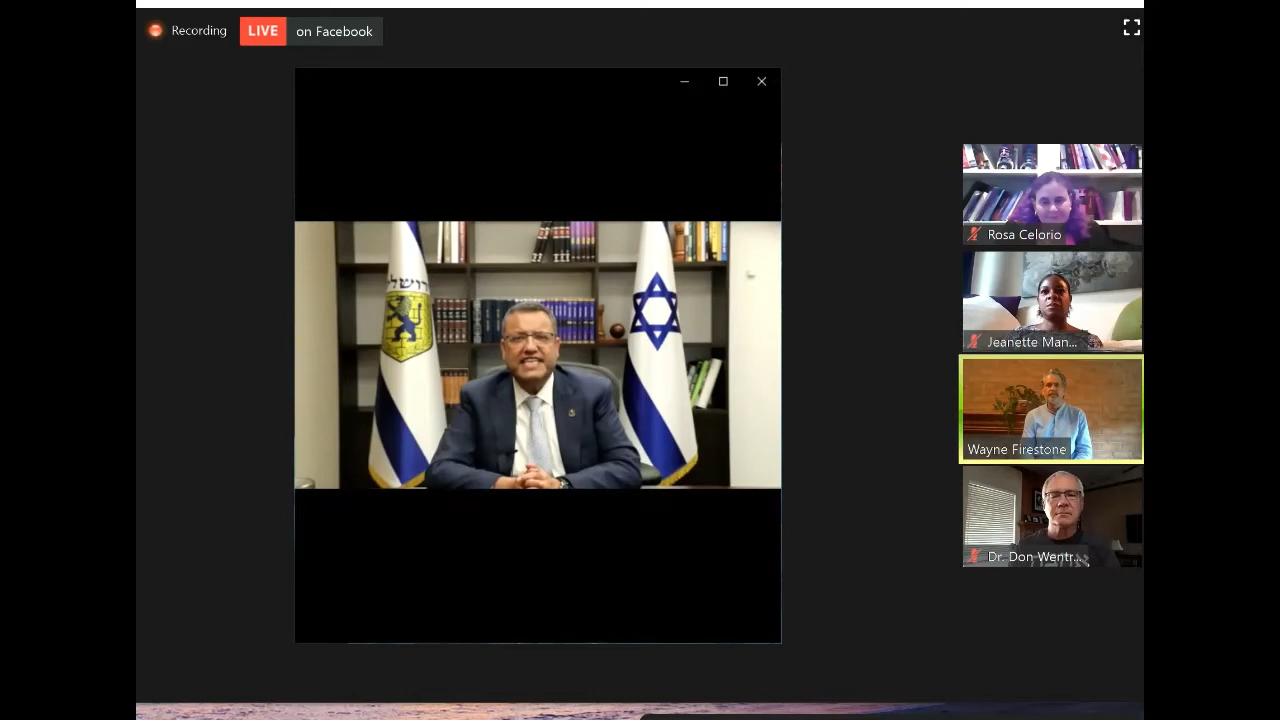 Recording
LIVE on Facebook
Rosa Celorio
Jeanette Man...
Wayne Firestone
Dr. Don Wentr...